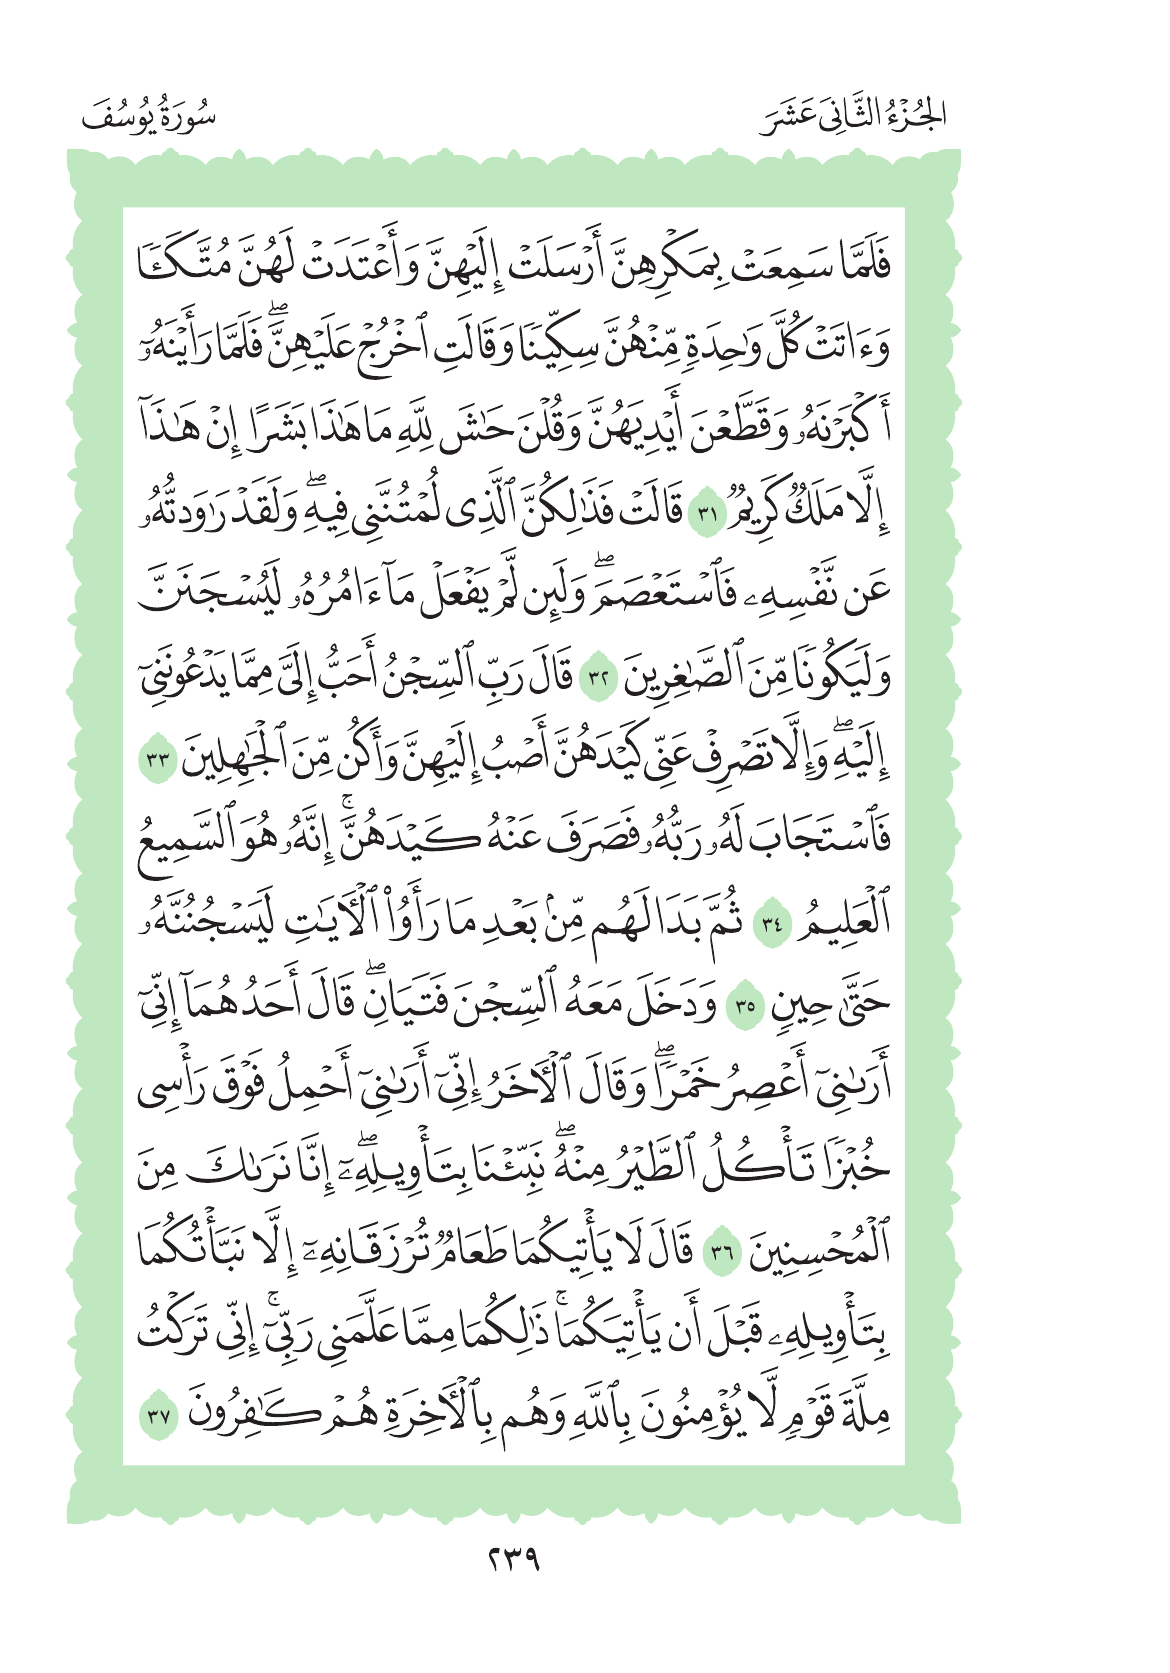 الجُزْءُ الثَّانِيَ عَشَرَ
سُورَةُ يُوسُفَ
فَلَمَّا سَمِعَتْ بِمَكْرِهِنَّ أَرْسَلَتْ إِلَيْهِنَّ وَأَعْتَدَتْ لَهُنَّ مُتَّكَـًٔا
وَءَاتَتْ كُلَّ وَٰحِدَةٍ مِّنْهُنَّ سِكِّينًا وَقَالَتِ ٱخْرُجْ عَلَيْهِنَّ ۖ فَلَمَّا رَأَيْنَهُۥٓ
أَكْبَرْنَهُۥ وَقَطَّعْنَ أَيْدِيَهُنَّ وَقُلْنَ حَٰشَ لِلَّهِ مَا هَٰذَا بَشَرًا إِنْ هَٰذَآ
إِلَّا مَلَكٌ كَرِيمٌ ٣١ قَالَتْ فَذَٰلِكُنَّ ٱلَّذِى لُمْتُنَّنِى فِيهِ ۖ وَلَقَدْ رَٰوَدتُّهُۥ
عَن نَّفْسِهِۦ فَٱسْتَعْصَمَ ۖ وَلَئِن لَّمْ يَفْعَلْ مَآ ءَامُرُهُۥ لَيُسْجَنَنَّ
وَلَيَكُونًا مِّنَ ٱلصَّٰغِرِينَ ٣٢ قَالَ رَبِّ ٱلسِّجْنُ أَحَبُّ إِلَىَّ مِمَّا يَدْعُونَنِىٓ
إِلَيْهِ ۖ وَإِلَّا تَصْرِفْ عَنِّى كَيْدَهُنَّ أَصْبُ إِلَيْهِنَّ وَأَكُن مِّنَ ٱلْجَٰهِلِينَ ٣٣
فَٱسْتَجَابَ لَهُۥ رَبُّهُۥ فَصَرَفَ عَنْهُ كَيْدَهُنَّ ۚ إِنَّهُۥ هُوَ ٱلسَّمِيعُ
ٱلْعَلِيمُ ٣٤ ثُمَّ بَدَا لَهُم مِّنۢ بَعْدِ مَا رَأَوُا۟ ٱلْـَٔايَٰتِ لَيَسْجُنُنَّهُۥ
حَتَّىٰ حِينٍ ٣٥ وَدَخَلَ مَعَهُ ٱلسِّجْنَ فَتَيَانِ ۖ قَالَ أَحَدُهُمَآ إِنِّىٓ
أَرَىٰنِىٓ أَعْصِرُ خَمْرًا ۖ وَقَالَ ٱلْـَٔاخَرُ إِنِّىٓ أَرَىٰنِىٓ أَحْمِلُ فَوْقَ رَأْسِى
خُبْزًا تَأْكُلُ ٱلطَّيْرُ مِنْهُ ۖ نَبِّئْنَا بِتَأْوِيلِهِۦٓ ۖ إِنَّا نَرَىٰكَ مِنَ
ٱلْمُحْسِنِينَ ٣٦ قَالَ لَا يَأْتِيكُمَا طَعَامٌ تُرْزَقَانِهِۦٓ إِلَّا نَبَّأْتُكُمَا
بِتَأْوِيلِهِۦ قَبْلَ أَن يَأْتِيَكُمَا ۚ ذَٰلِكُمَا مِمَّا عَلَّمَنِى رَبِّىٓ ۚ إِنِّى تَرَكْتُ
مِلَّةَ قَوْمٍ لَّا يُؤْمِنُونَ بِٱللَّهِ وَهُم بِٱلْـَٔاخِرَةِ هُمْ كَٰفِرُونَ ٣٧
٢٣٩